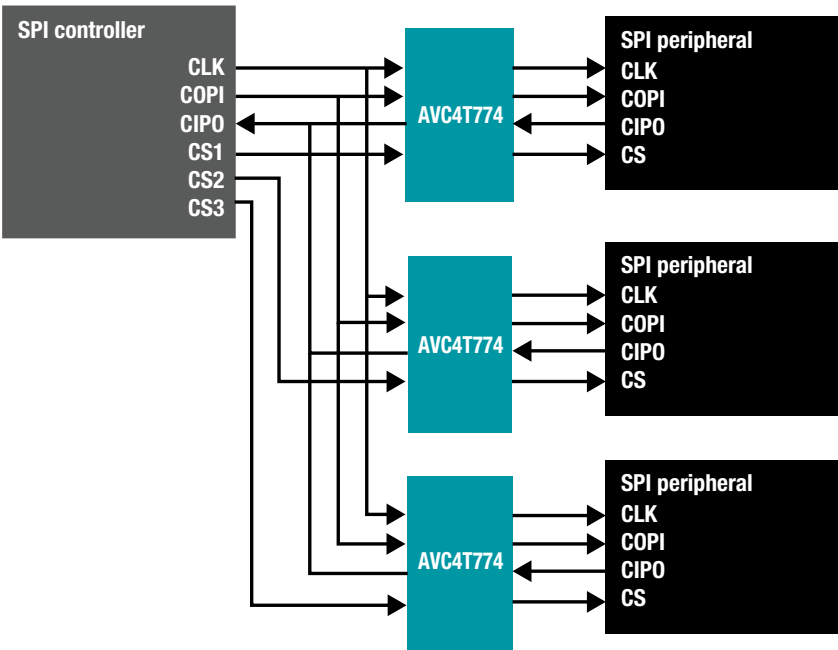 SPI controller
CLK
COPI
CIPO
CS1
CS2
CS3
AVC4T774
SPI peripheral
CLK
COPI
CIPO
CS
AVC4T774
SPI peripheral
CLK
COPI
CIPO
CS
AVC4T774
SPI peripheral
CLK
COPI
CIPO
CS